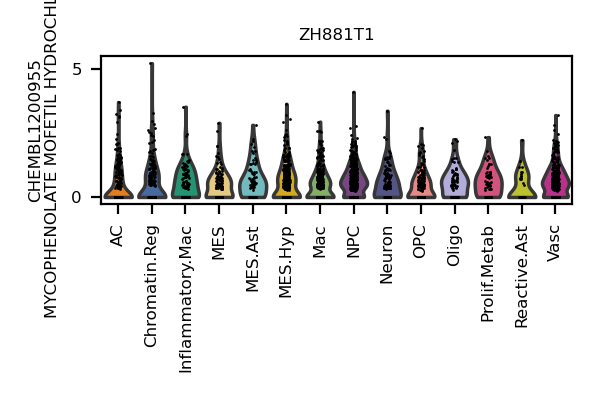 ZH881T1
CHEMBL1200955
MYCOPHENOLATE MOFETIL
5
0
AC
Chromatin.Reg
Inflammatory.Mac
MES
MES.Ast
MES.Hyp
Mac
NPC
Neuron
OPC
Oligo
Prolif.Metab
Reactive.Ast
Vasc